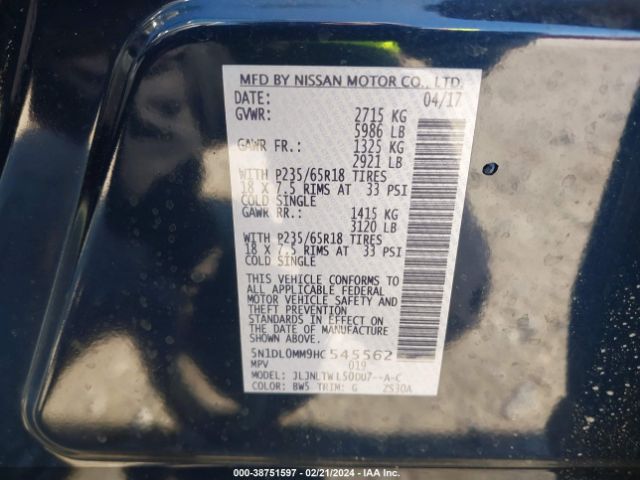 MFD BY NISSAN MOTOR CO., LTD.
DATE: 04/17
GVWR: 2715 KG
5986 LB
GAWR FR.: 1325 KG
2921 LB
WITH P235/65R18 TIRES
18 X 7.5 RIMS AT 33 PSI
COLD SINGLE
GAWR RR.: 1415 KG
3120 LB
WITH P235/65R18 TIRES
18 X 7.5 RIMS AT 33 PSI
COLD SINGLE
THIS VEHICLE CONFORMS TO
ALL APPLICABLE FEDERAL
MOTOR VEHICLE SAFETY AND
THEFT PREVENTION
STANDARDS IN EFFECT ON
DATE OF MANUFACTURE.
5N1DL0MM9HC545562
MPV 019
MODEL: JLJNLTWL50DU7--A-C
COLOR: BW5 TRIM: G ZS30A
000-38751597 - 02/21/2024 - IAA Inc.